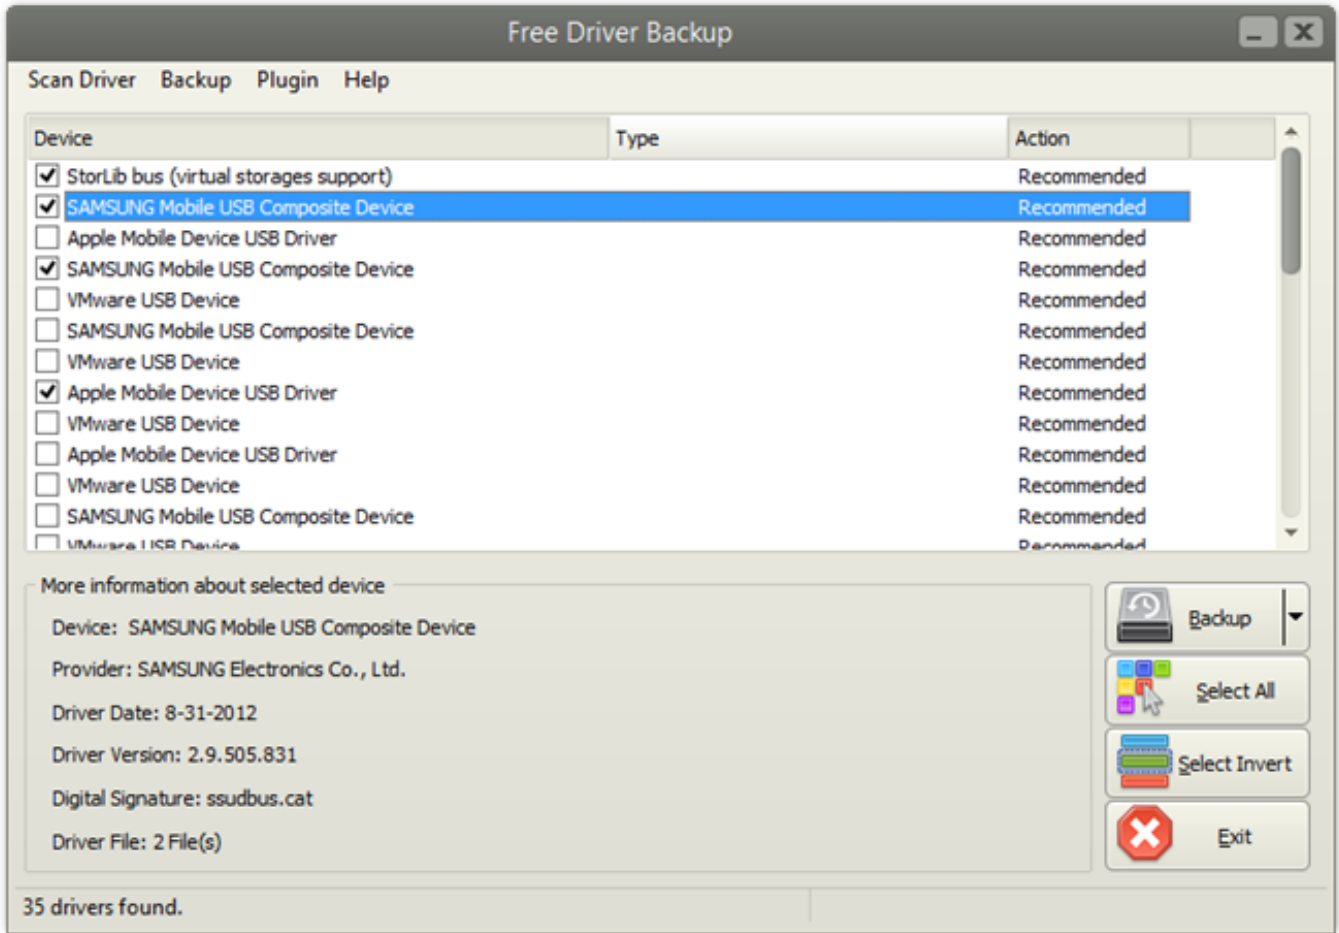 Free Driver Backup
Scan Driver Backup Plugin Help
Device Type Action
StorLib bus (virtual storages support) Recommended
SAMSUNG Mobile USB Composite Device Recommended
Apple Mobile Device USB Driver Recommended
SAMSUNG Mobile USB Composite Device Recommended
VMware USB Device Recommended
SAMSUNG Mobile USB Composite Device Recommended
VMware USB Device Recommended
Apple Mobile Device USB Driver Recommended
VMware USB Device Recommended
Apple Mobile Device USB Driver Recommended
VMware USB Device Recommended
SAMSUNG Mobile USB Composite Device Recommended
VMware USB Device Recommended
More information about selected device
Device: SAMSUNG Mobile USB Composite Device
Provider: SAMSUNG Electronics Co., Ltd.
Driver Date: 8-31-2012
Driver Version: 2.9.505.831
Digital Signature: ssudbus.cat
Driver File: 2 File(s)
Backup
Select All
Select Invert
Exit
35 drivers found.